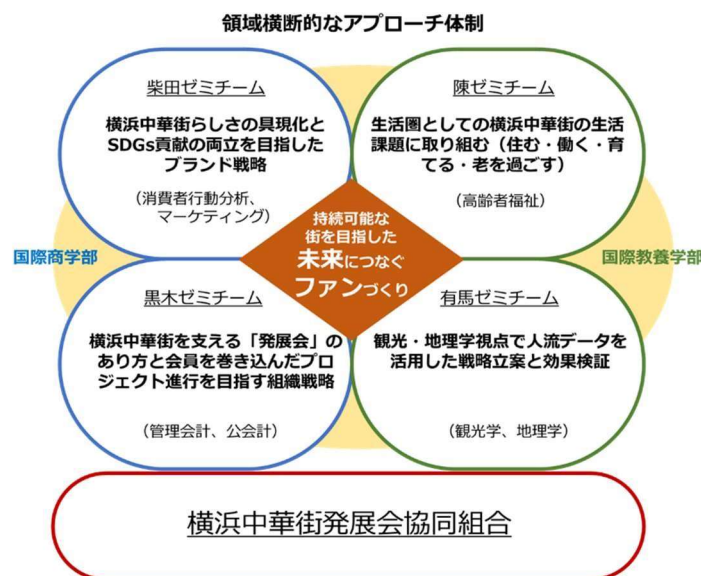 領域横断的なアプローチ体制
柴田ゼミチーム
横浜中華街らしさの具現化と
SDGs貢献の両立を目指した
ブランド戦略
（消費者行動分析、
マーケティング）
陳ゼミチーム
生活圏としての横浜中華街の生活
課題に取り組む（住む・働く・育
てる・老を過ごす）
（高齢者福祉）
持続可能な
街を目指した
未来につなぐ
ファンづくり
国際商学部
国際教養学部
黒木ゼミチーム
横浜中華街を支える「発展会」の
あり方と会員を巻き込んだプロ
ジェクト進行を目指す組織戦略
（管理会計、公会計）
有馬ゼミチーム
観光・地理学視点で人流データを
活用した戦略立案と効果検証
（観光学、地理学）
横浜中華街発展会協同組合